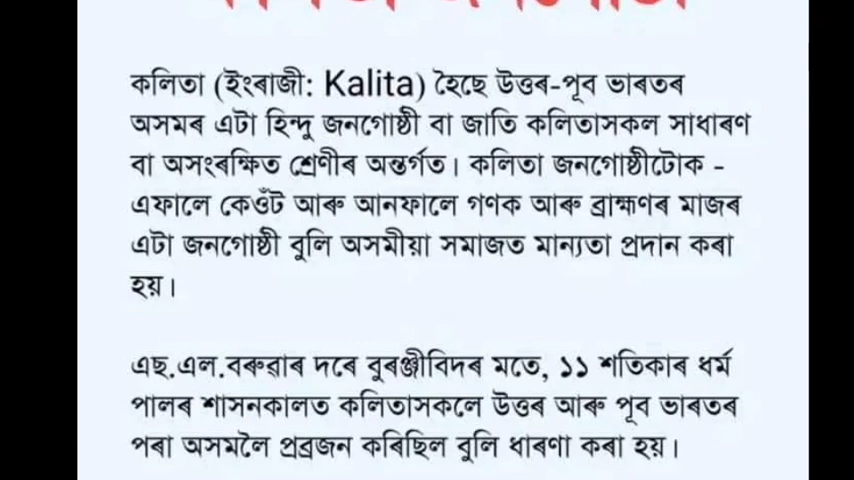 কলিতা (ইংৰাজী: Kalita) হৈছে উত্তৰ-পূব ভাৰতৰ
অসমৰ এটা হিন্দু জনগোষ্ঠী বা জাতি কলিতাসকল সাধাৰণ
বা অসংৰক্ষিত শ্ৰেণীৰ অন্তৰ্গত। কলিতা জনগোষ্ঠীটোক -
এফালে কেওঁট আৰু আনফালে গণক আৰু ব্ৰাহ্মণৰ মাজৰ
এটা জনগোষ্ঠী বুলি অসমীয়া সমাজত মান্যতা প্ৰদান কৰা
হয়।
এছ.এল.বৰুৱাৰ দৰে বুৰঞ্জীবিদৰ মতে, ১১ শতিকাৰ ধৰ্ম
পালৰ শাসনকালত কলিতাসকলে উত্তৰ আৰু পূব ভাৰতৰ
পৰা অসমলৈ প্ৰব্ৰজন কৰিছিল বুলি ধাৰণা কৰা হয়।